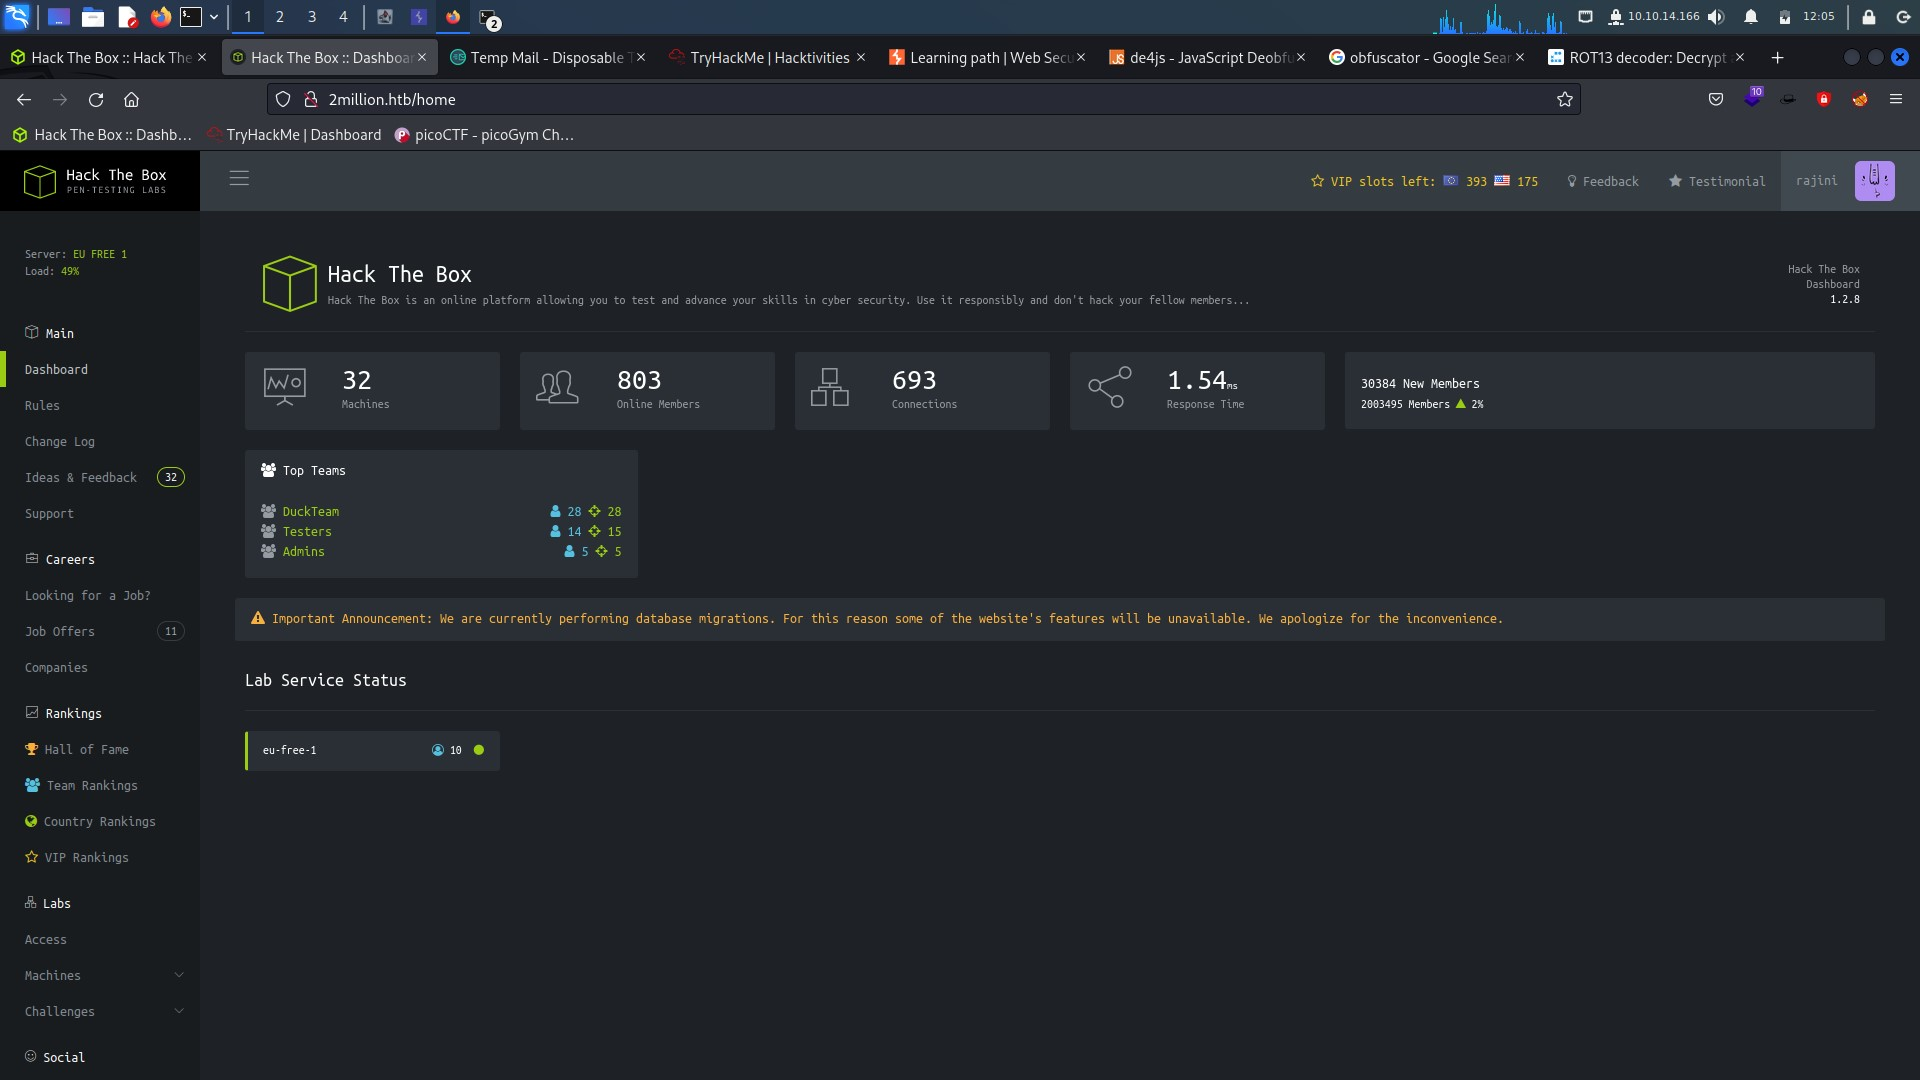 1 2 3 4 2 10.10.14.166 12:05
Hack The Box :: Hack The Hack The Box :: Dashboar Temp Mail - Disposable T TryHackMe | Hacktivities Learning path | Web Secu de4js - JavaScript Deobfu obfuscator - Google Sear ROT13 decoder: Decrypt
2million.htb/home 10
Hack The Box :: Dashb... TryHackMe | Dashboard picoCTF - picoGym Ch...
Hack The Box
PEN-TESTING LABS
VIP slots left: 393 175 Feedback Testimonial rajini
Server: EU FREE 1
Load: 49%
Main
Dashboard
Rules
Change Log
Ideas & Feedback 32
Support
Careers
Looking for a Job?
Job Offers 11
Companies
Rankings
Hall of Fame
Team Rankings
Country Rankings
VIP Rankings
Labs
Access
Machines
Challenges
Social
Hack The Box
Hack The Box is an online platform allowing you to test and advance your skills in cyber security. Use it responsibly and don't hack your fellow members...
Hack The Box
Dashboard
1.2.8
32
Machines
803
Online Members
693
Connections
1.54ms
Response Time
30384 New Members
2003495 Members 2%
Top Teams
DuckTeam 28 28
Testers 14 15
Admins 5 5
Important Announcement: We are currently performing database migrations. For this reason some of the website's features will be unavailable. We apologize for the inconvenience.
Lab Service Status
eu-free-1 10